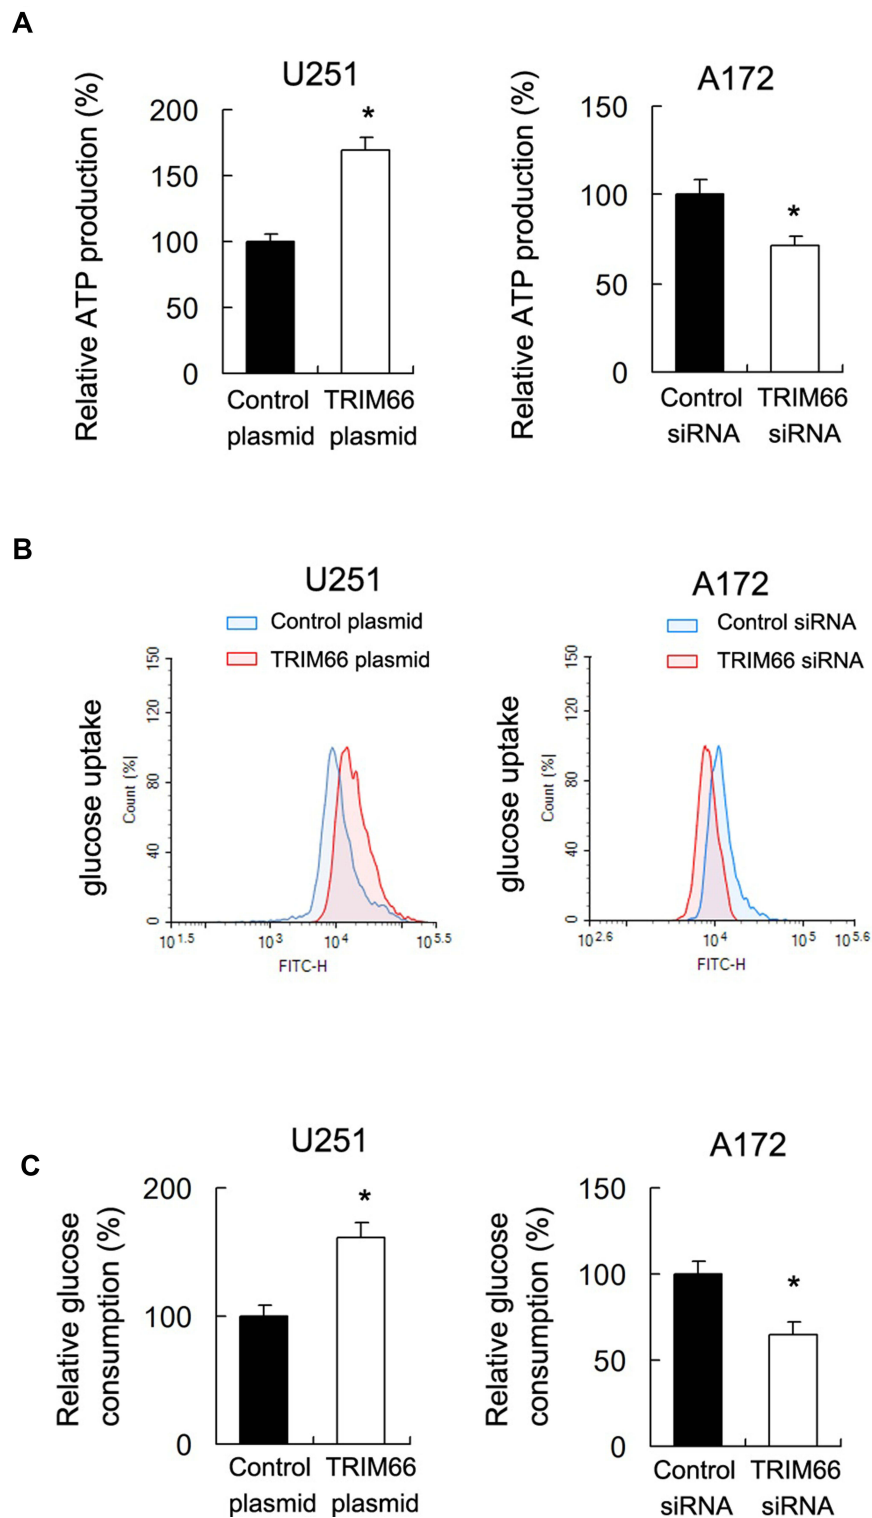 A
U251
Relative ATP production (%)
200
150
100
50
0
*
Control plasmid
TRIM66 plasmid
A172
Relative ATP production (%)
150
100
50
0
*
Control siRNA
TRIM66 siRNA
B
U251
Control plasmid
TRIM66 plasmid
glucose uptake
Count (%)
150
120
80
40
0
10^1.5 10^3 10^4 10^5.5
FITC-H
A172
Control siRNA
TRIM66 siRNA
glucose uptake
Count (%)
150
120
80
40
0
10^2.6 10^4 10^5 10^5.6
FITC-H
C
U251
Relative glucose
consumption (%)
200
100
0
*
Control plasmid
TRIM66 plasmid
A172
Relative glucose
consumption (%)
150
100
50
0
*
Control siRNA
TRIM66 siRNA